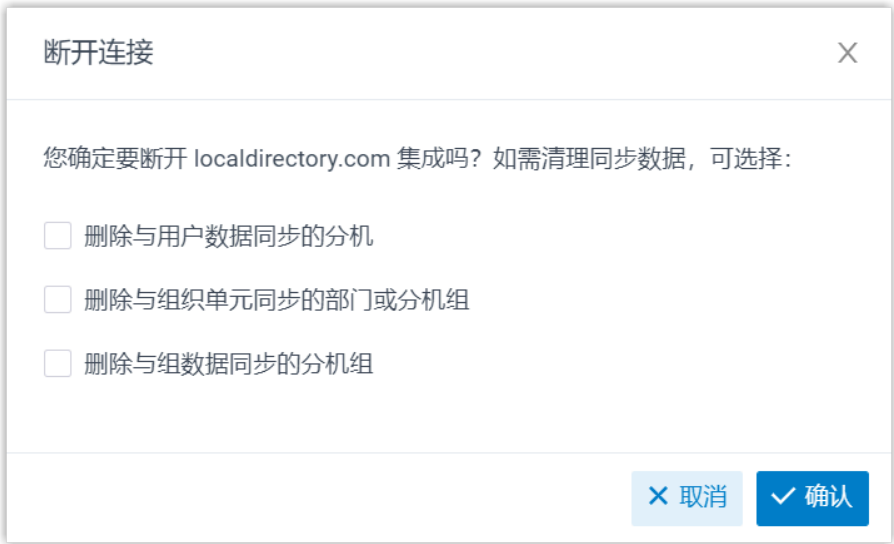 断开连接
您确定要断开 localdirectory.com 集成吗？如需清理同步数据，可选择：
删除与用户数据同步的分机
删除与组织单元同步的部门或分机组
删除与组数据同步的分机组
取消 确认